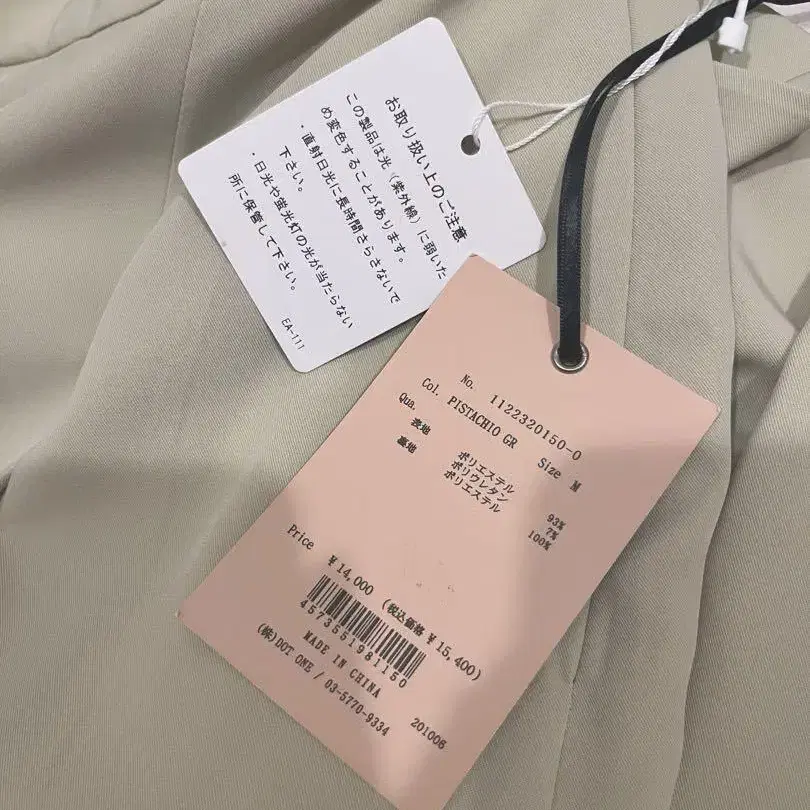 お取り扱い上のご注意
この製品は光（紫外線）に弱いた
め変色することがあります。
・直射日光に長時間さらさないで
下さい。
・日光や蛍光灯の光が当たらない
所に保管して下さい。
EA-111
No. 1122320150-0
Col. PISTACHIO GR Size M
Qua.
表地 ポリエステル 93%
ポリウレタン 7%
裏地 ポリエステル 100%
Price ¥14,000 (税込価格 ¥15,400)
4573551981150
MADE IN CHINA
(株)DOT ONE / 03-5770-9334
201006